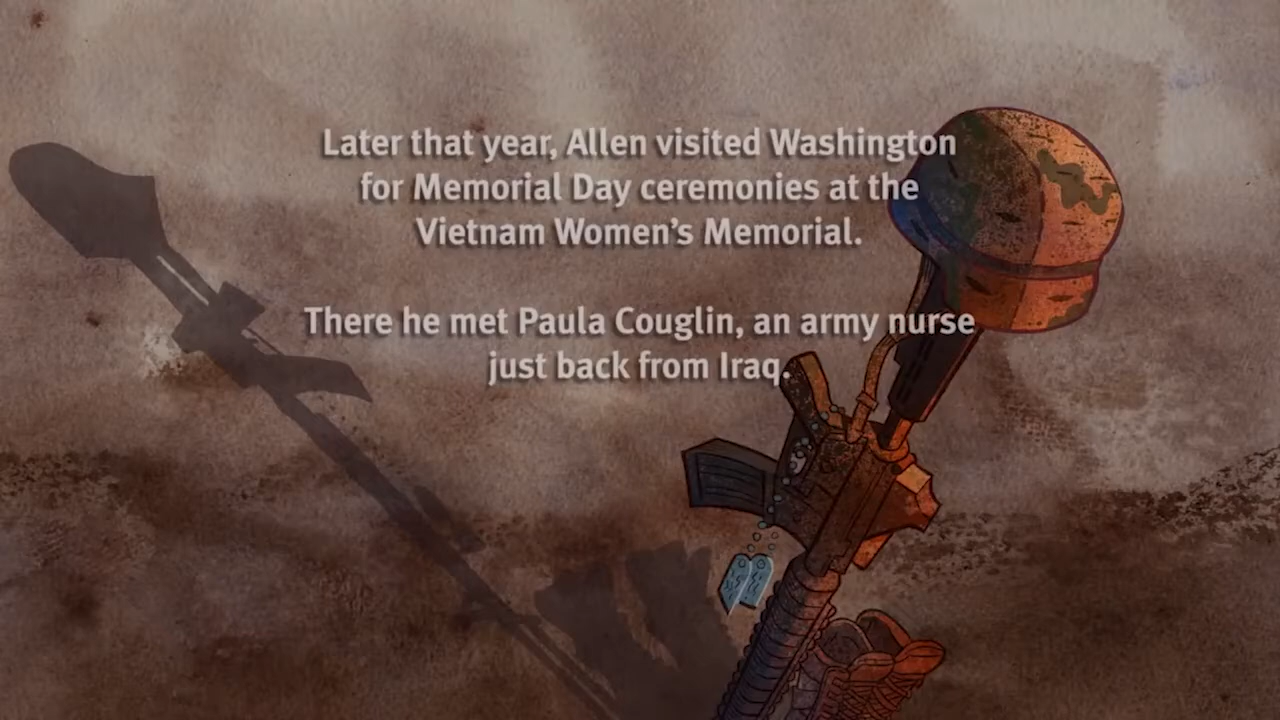 Later that year, Allen visited Washington
for Memorial Day ceremonies at the
Vietnam Women's Memorial.
There he met Paula Couglin, an army nurse
just back from Iraq.